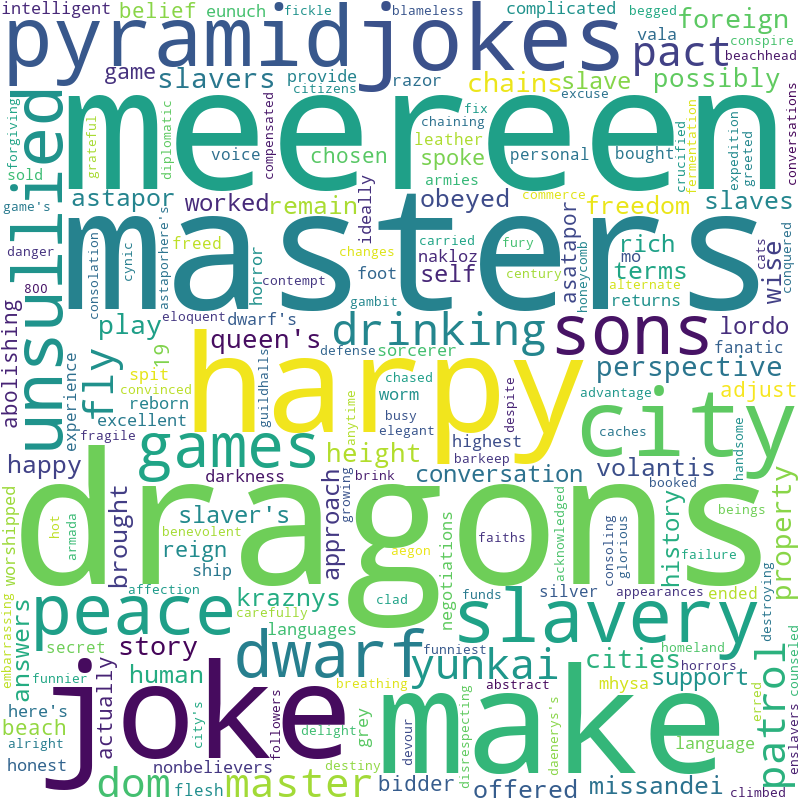 intelligent belief eunuch fickle blameless complicated begged foreign conspire
pyramid jokes vala pact beachhead
game slavers provide citizens razor chains slave possibly
excuse
meereen
forgiving grateful diplomatic voice compensated chosen leather spoke fix chaining personal bought crucified fermentation expedition greeted conversations
sold armies
unsullied astapor worked remain ideally obeyed commerce freedom slaves
game's
masters
danger consolation cynic astaporhere's freed horror changes carried fury self nakloz asatapor honeycomb rich mo wise cats conquered
800 contempt foot century alternate terms returns
abolishing play 19 eloquent dwarf's gambit
fly queen's drinking sons lordo
guildhalls defense sorcerer fanatic
experience spit convinced harpy chased perspective
reborn worm despite advantage adjust
excellent anytime busy
fragile elegant city
games height highest caches handsome
barkeep
happy darkness growing brink conversation volantis booked
dragons
worshipped hot armada brought slaver's approach negotiations faiths acknowledged consoling glorious history beings property
benevolent aegon
reign failure destroying
ship clad
peace affection kraznys carefully funds silver appearances ended slavery
embarrassing answers secret languages homeland counseled
story dwarf funniest yunkai cities horrors patrol
funnier actually human breathing abstract mhysa support erred
joke make
here's city's followers delight grey devour disrespecting daenerys's language enslavers
beach
alright destiny
honest nonbelievers
dom flesh master bidder offered missandei climbed